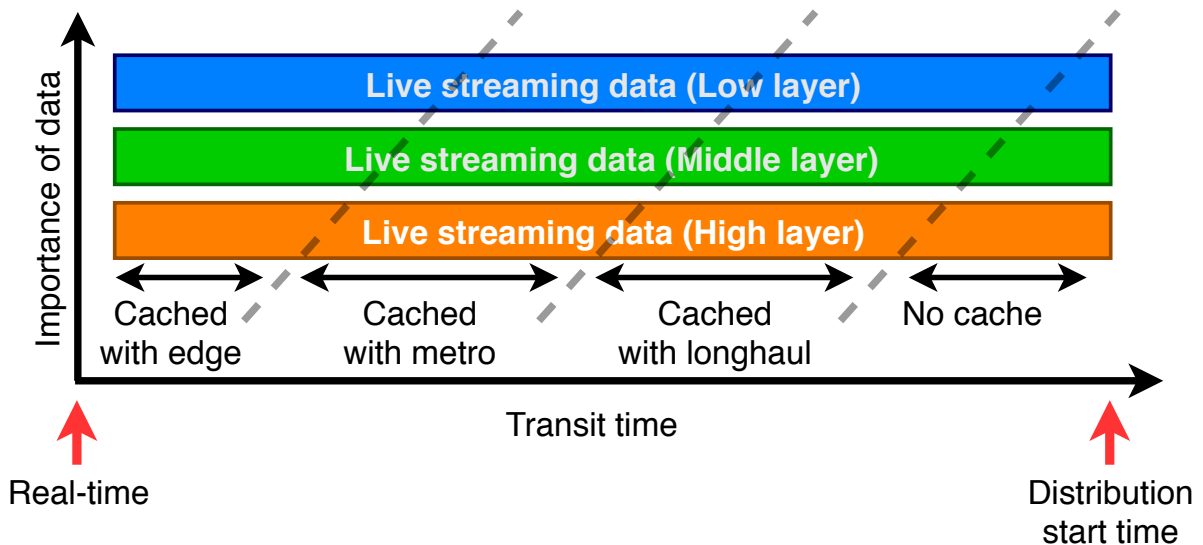 Importance of data
Live streaming data (Low layer)
Live streaming data (Middle layer)
Live streaming data (High layer)
Cached
with edge
Cached
with metro
Cached
with longhaul
No cache
Transit time
Real-time
Distribution
start time